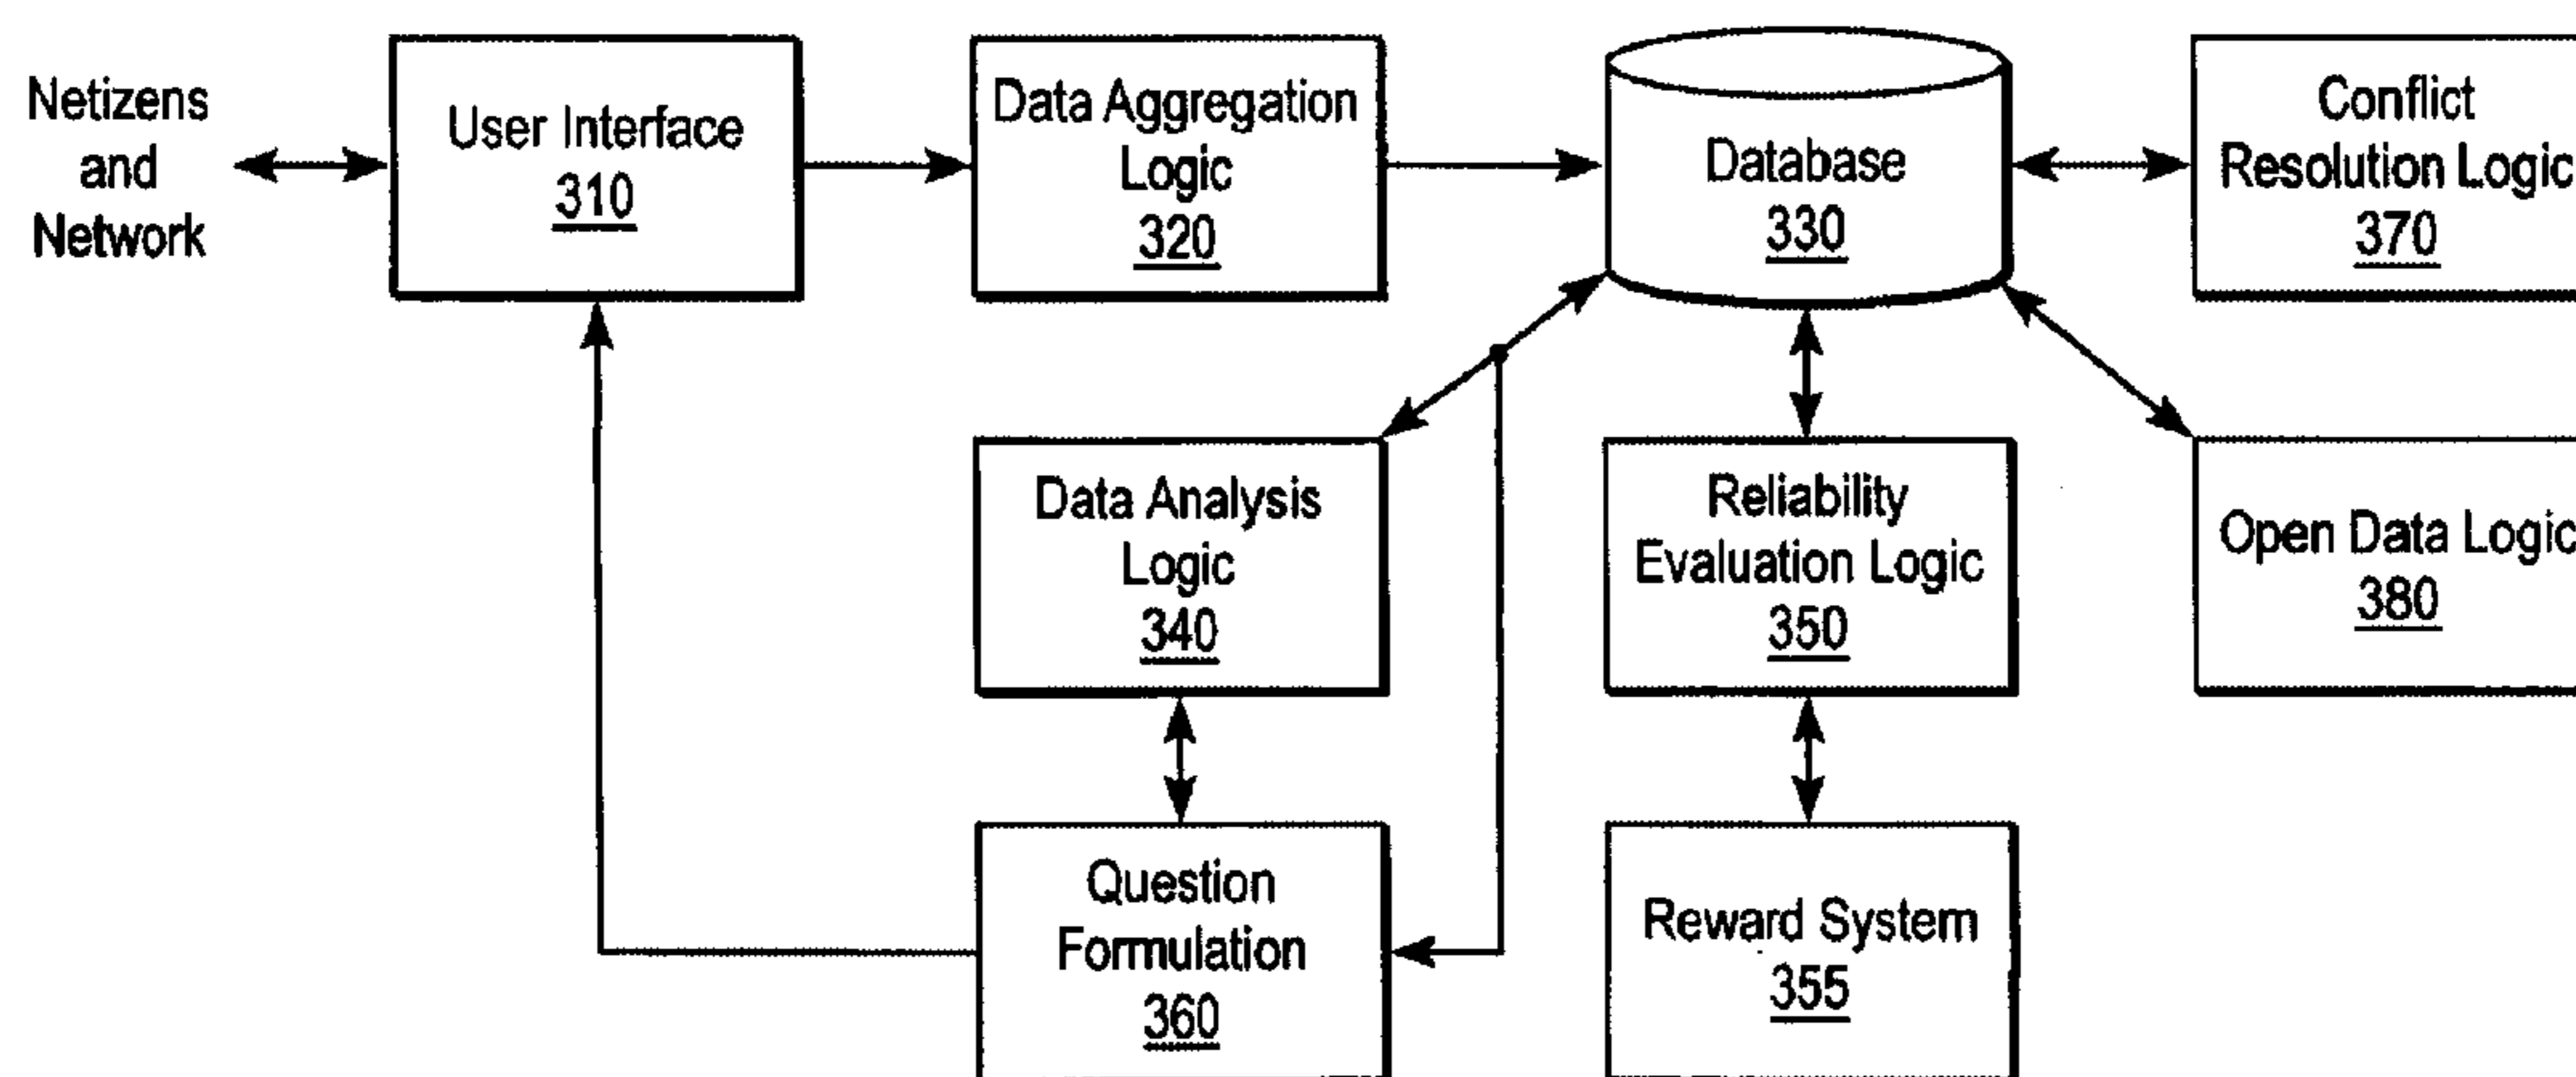 Netizens
and
Network
User Interface
310
Data Aggregation
Logic
320
Database
330
Conflict
Resolution Logic
370
Data Analysis
Logic
340
Reliability
Evaluation Logic
350
Open Data Logic
380
Question
Formulation
360
Reward System
355